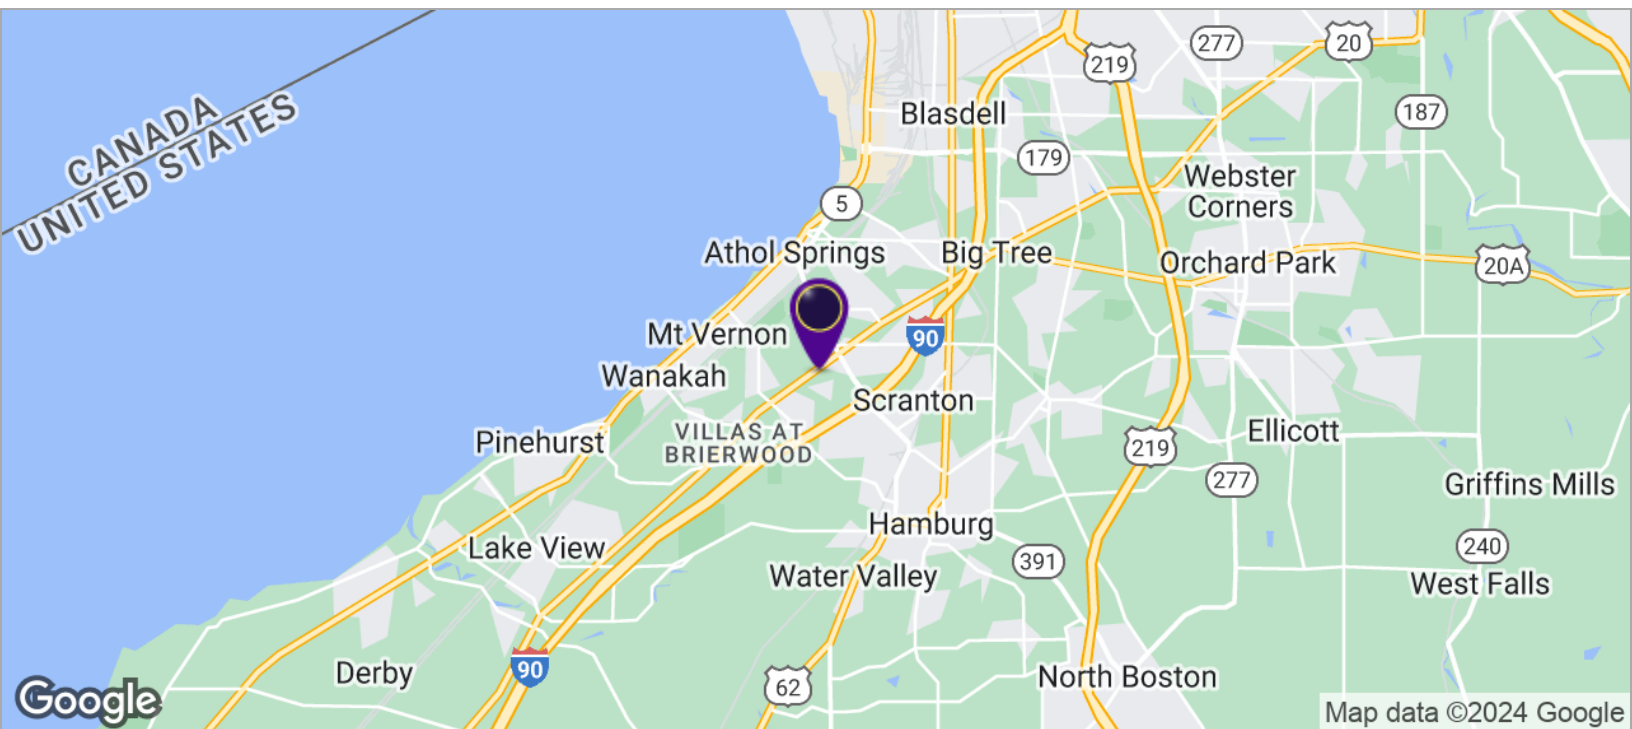 277
20
219
CANADA
UNITED STATES
Blasdell
187
179
Webster
Corners
5
Athol Springs
Big Tree
Orchard Park
20A
Mt Vernon
90
Wanakah
Scranton
Pinehurst
VILLAS AT
BRIERWOOD
219
Ellicott
277
Griffins Mills
Hamburg
Lake View
391
240
Water Valley
West Falls
90
Derby
62
North Boston
Google
Map data ©2024 Google